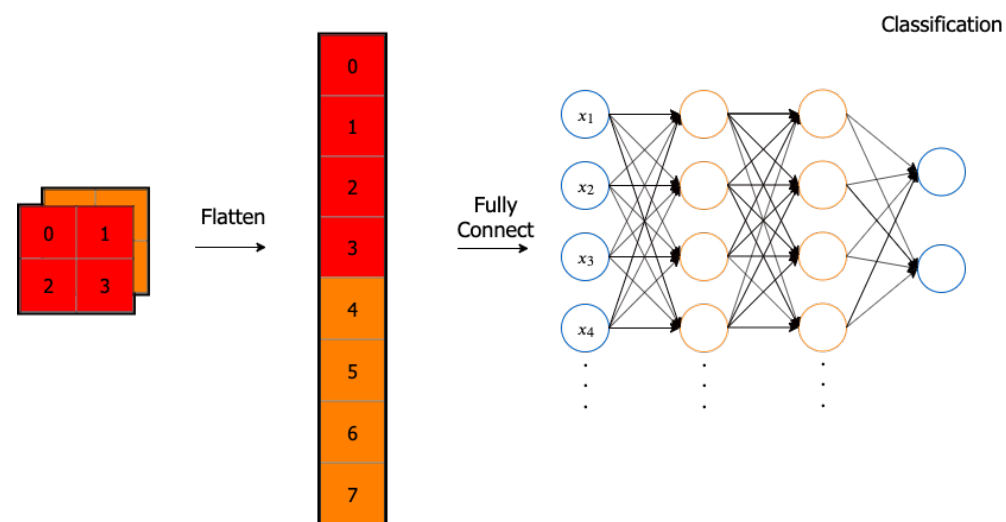 Classification
0 1
2 3
Flatten
0
1
2
3
4
5
6
7
Fully
Connect
x₁
x₂
x₃
x₄